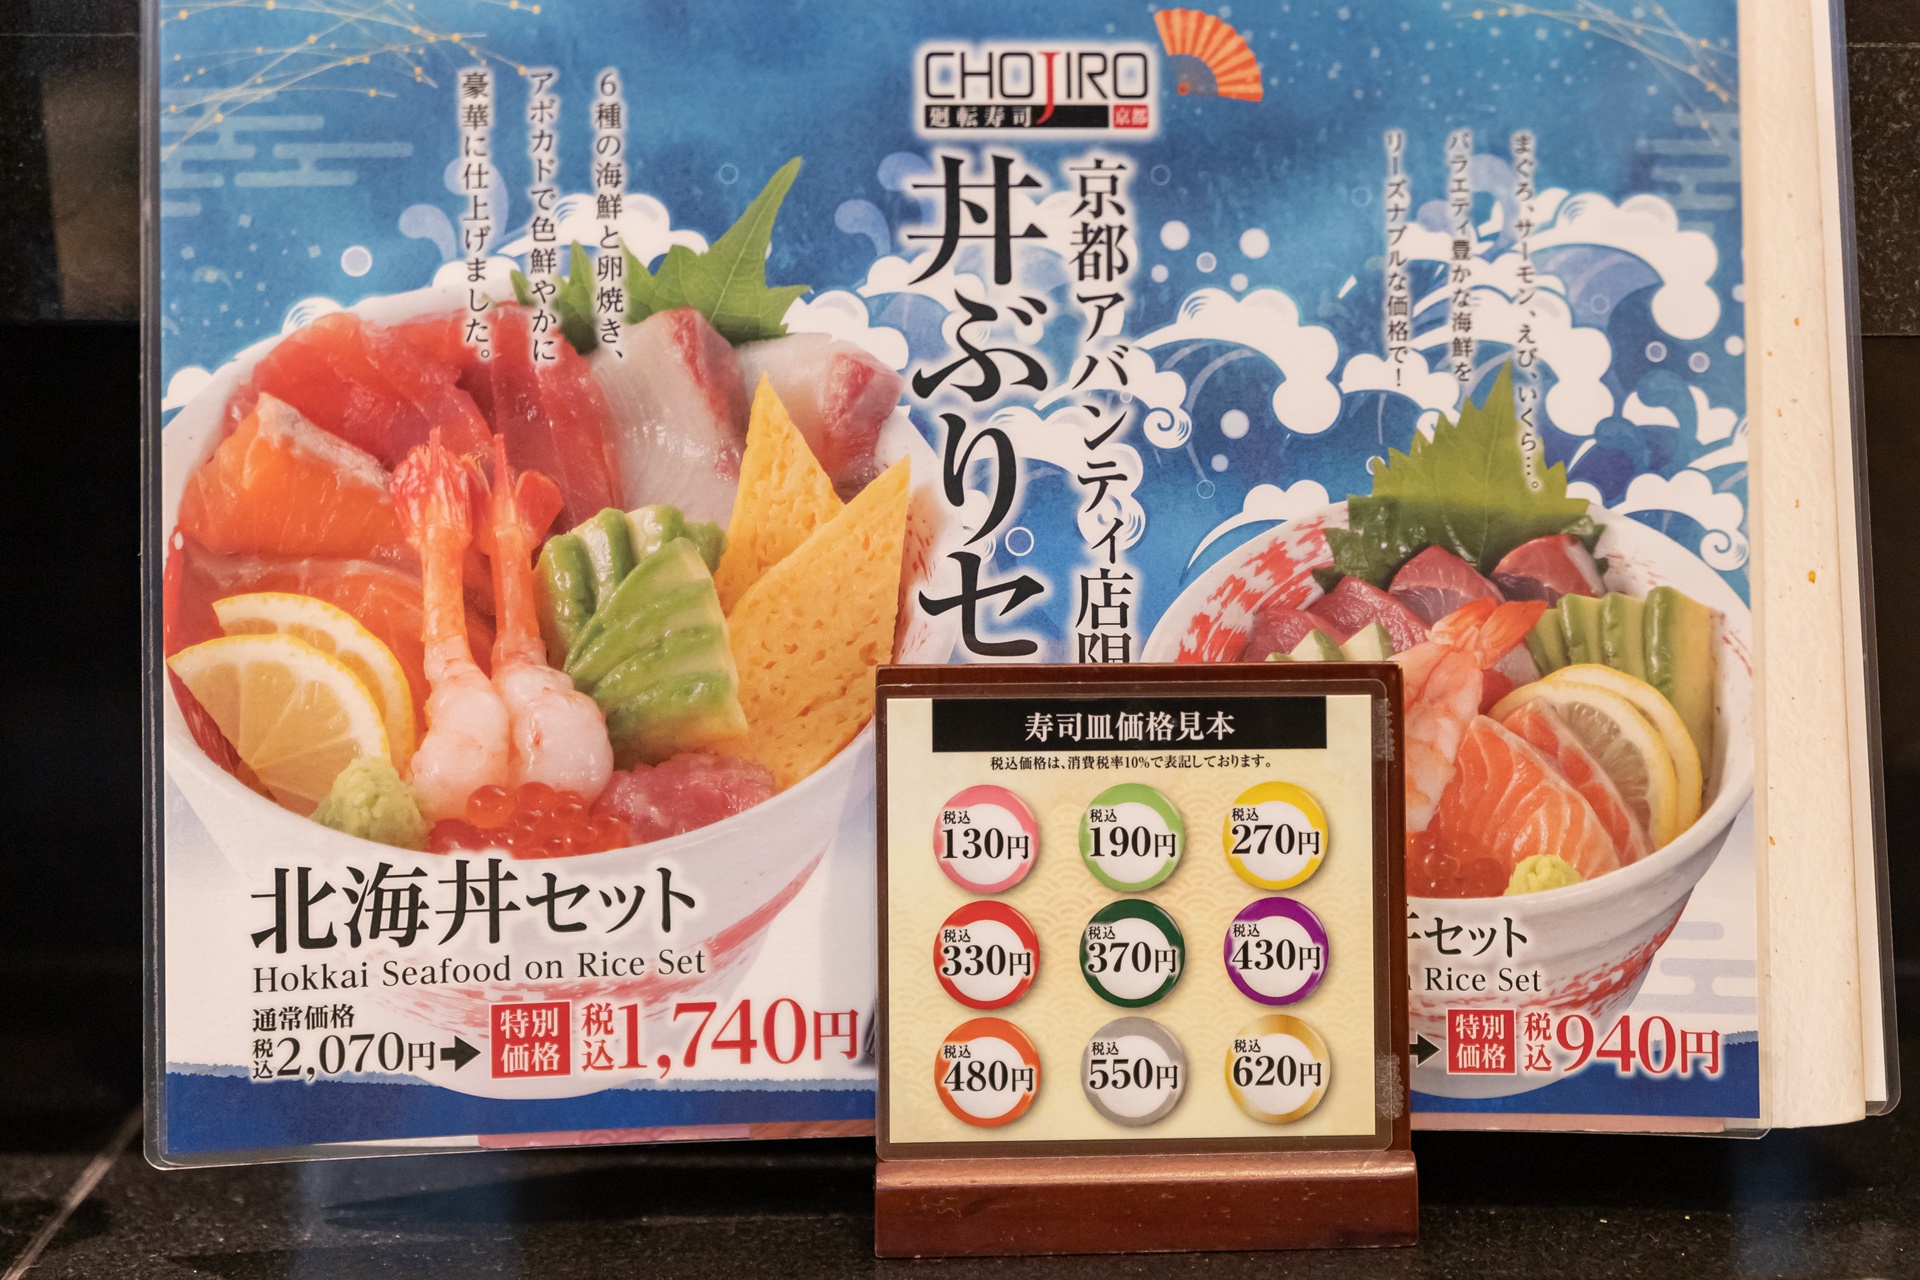 CHOJIRO
廻転寿司 京都
京都アバンティ店限
丼ぶりセ
6種の海鮮と卵焼き、
アボカドで色鮮やかに
豪華に仕上げました。
まぐろ、サーモン、えび、いくら…。
バラエティ豊かな海鮮を
リーズナブルな価格で！
北海丼セット
Hokkai Seafood on Rice Set
通常価格
税込2,070円
特別価格 税込1,740円
寿司皿価格見本
税込価格は、消費税率10%で表記しております。
税込 130円
税込 190円
税込 270円
税込 330円
税込 370円
税込 430円
税込 480円
税込 550円
税込 620円
セット
Rice Set
特別価格 税込940円